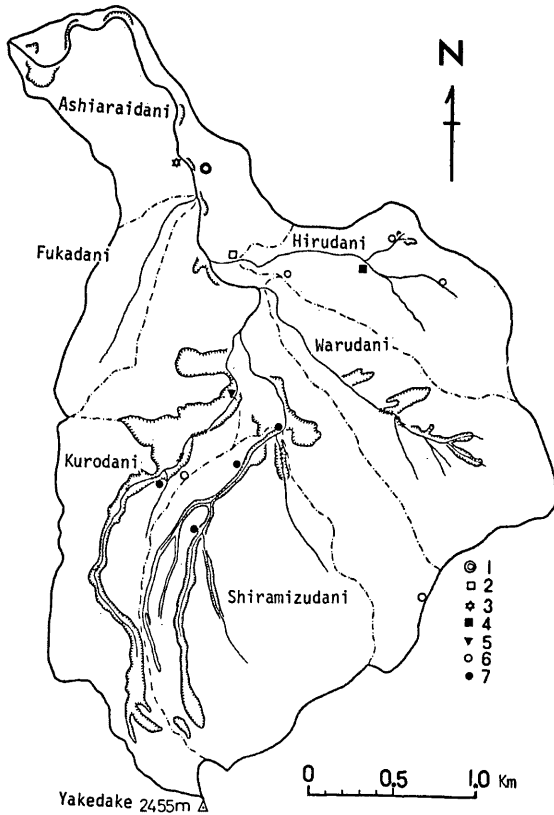 N
Ashiaraidani
Fukadani
Hirudani
Warudani
Kurodani
Shiramizudani
1
2
3
4
5
6
7
0 0.5 1.0 Km
Yakedake 2455m